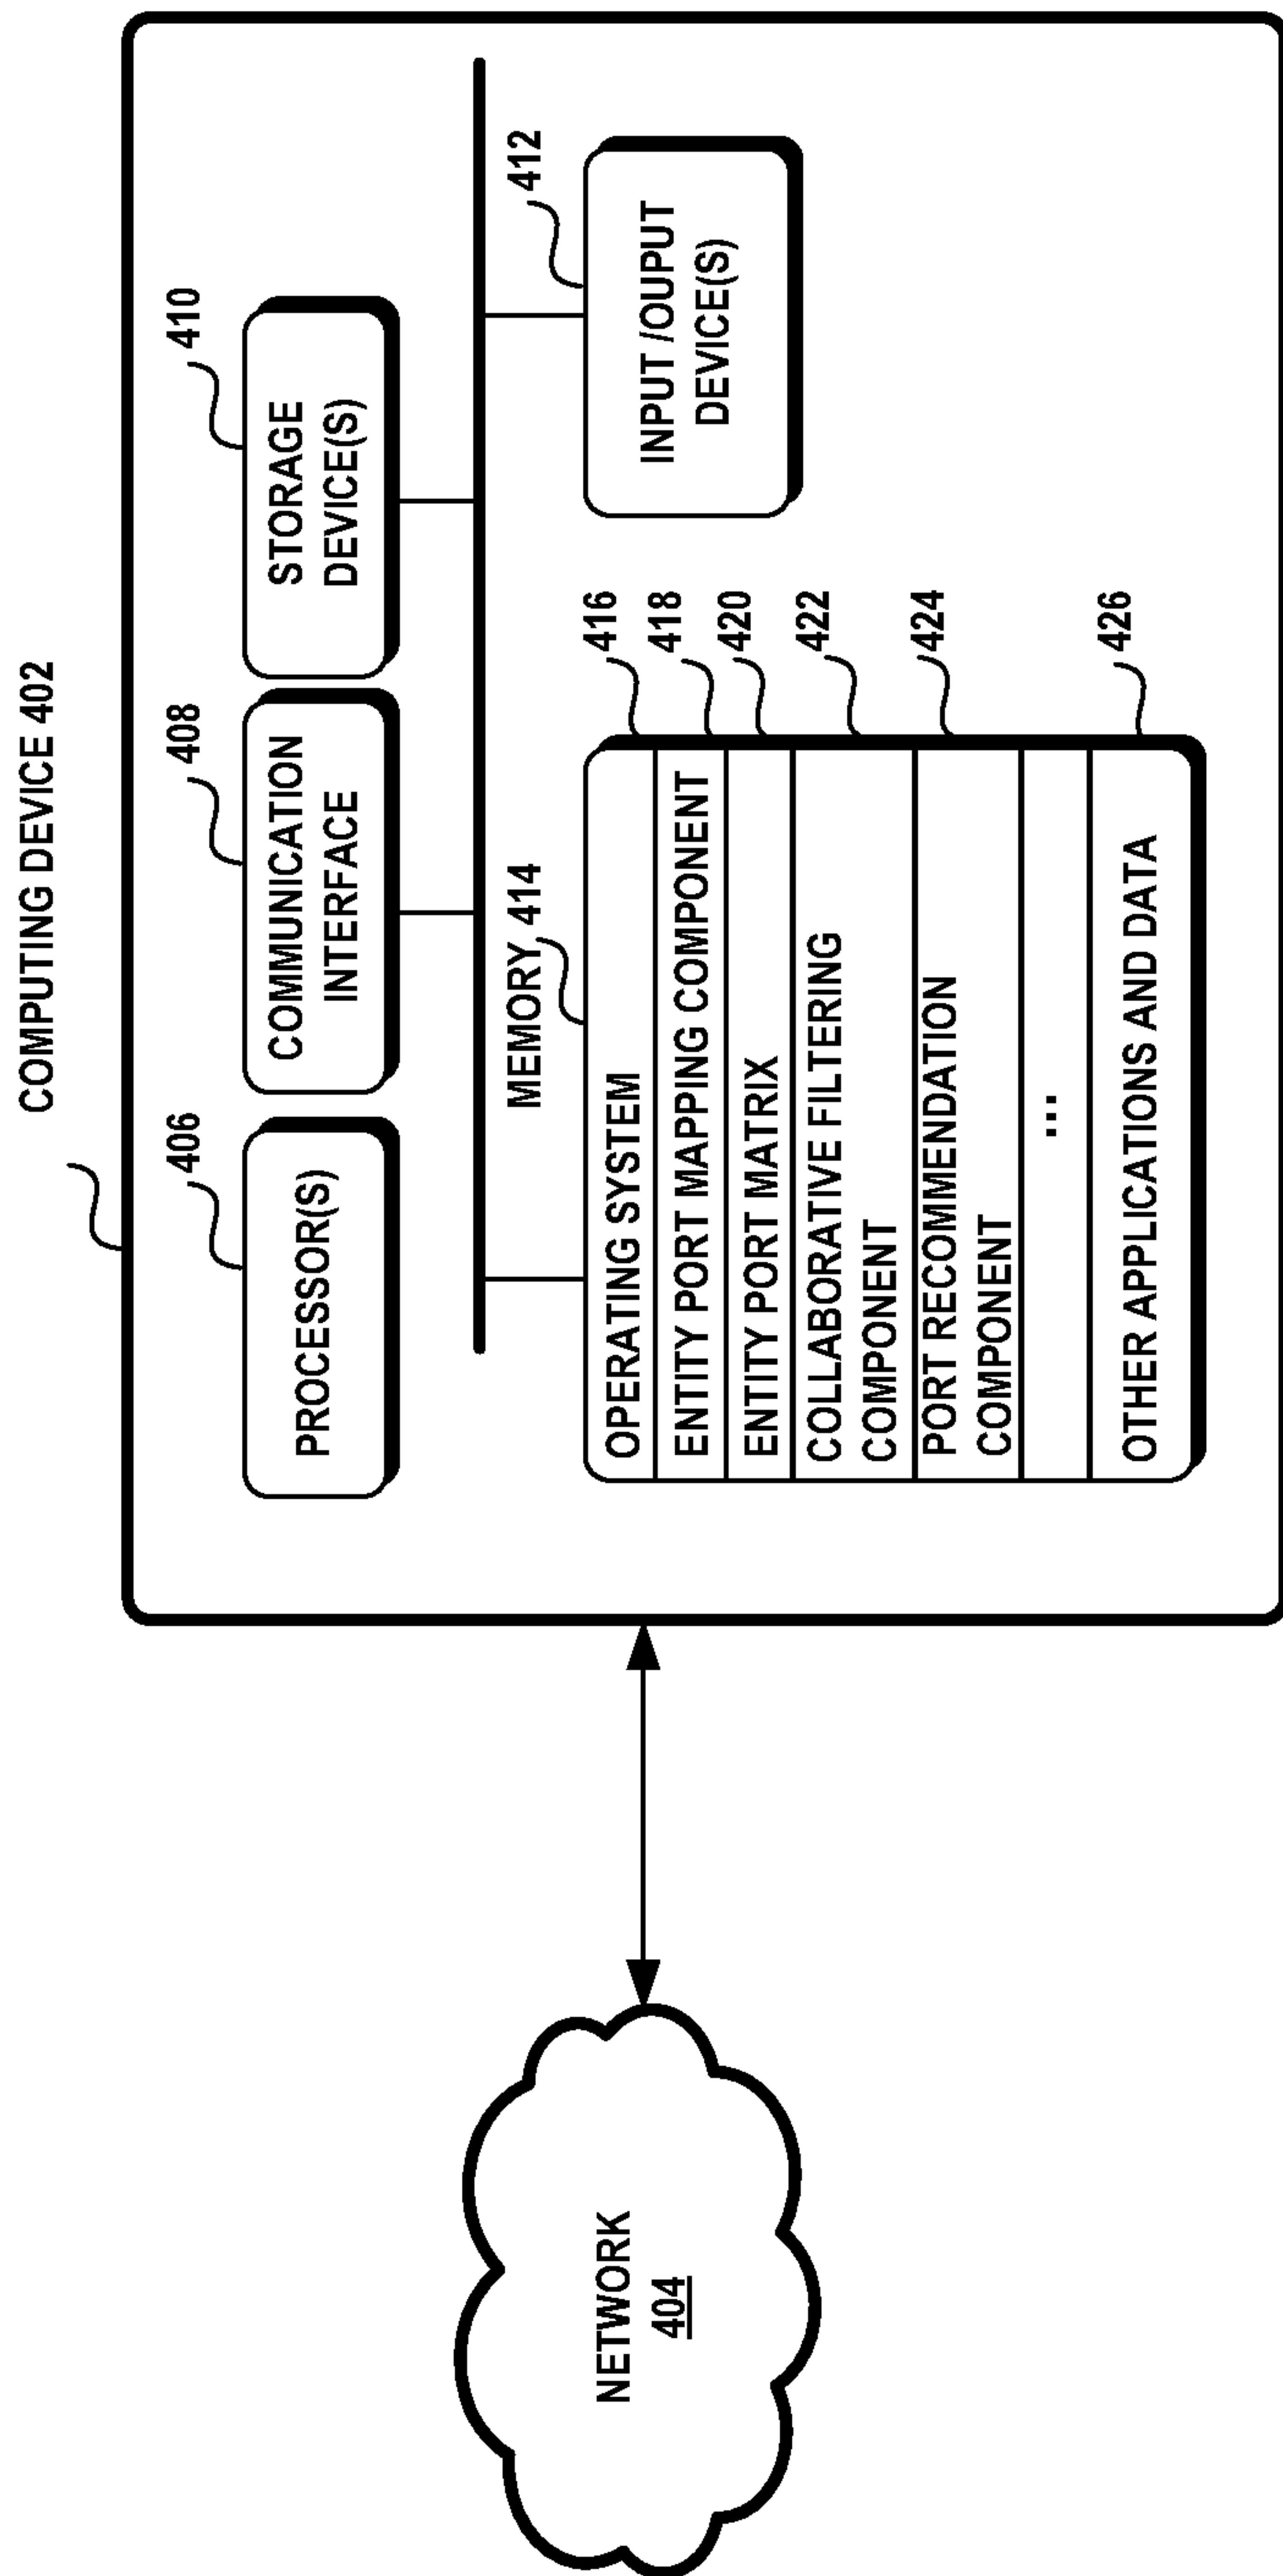 COMPUTING DEVICE 402
406
408
410
PROCESSOR(S)
COMMUNICATION
INTERFACE
STORAGE
DEVICE(S)
MEMORY 414
412
OPERATING SYSTEM
416
ENTITY PORT MAPPING COMPONENT
418
ENTITY PORT MATRIX
420
COLLABORATIVE FILTERING
COMPONENT
422
PORT RECOMMENDATION
COMPONENT
424
...
OTHER APPLICATIONS AND DATA
426
INPUT /OUPUT
DEVICE(S)
NETWORK
404